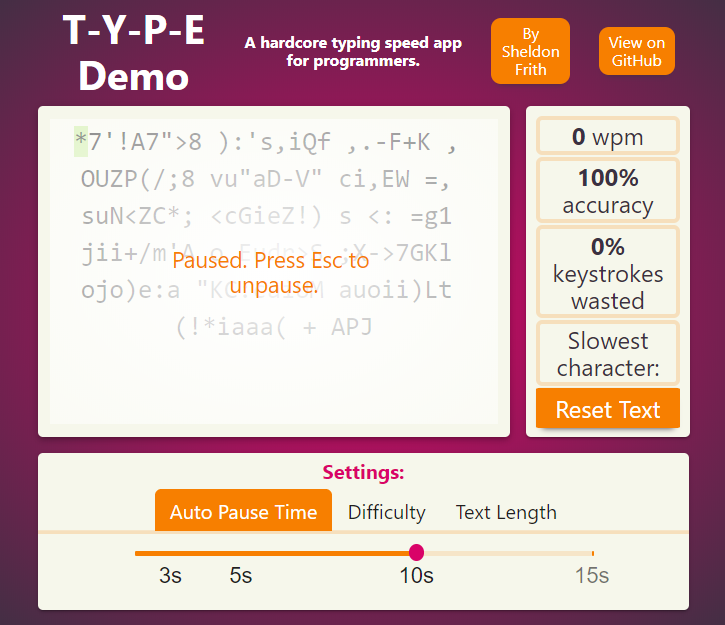 T-Y-P-E
Demo
A hardcore typing speed app
for programmers.
By
Sheldon
Frith
View on
GitHub
*7'!A7">8 ):'s,iQf ,.-F+K ,
OUZP(/;8 vu"aD-V" ci,EW =,
suN<ZC*; <cGieZ!) s <: =g1
jii+/m'A ;X->7GKl
ojo)e:a auoii)Lt
(!*iaaa( + APJ
Paused. Press Esc to
unpause.
0 wpm
100%
accuracy
0%
keystrokes
wasted
Slowest
character:
Reset Text
Settings:
Auto Pause Time
Difficulty
Text Length
3s
5s
10s
15s